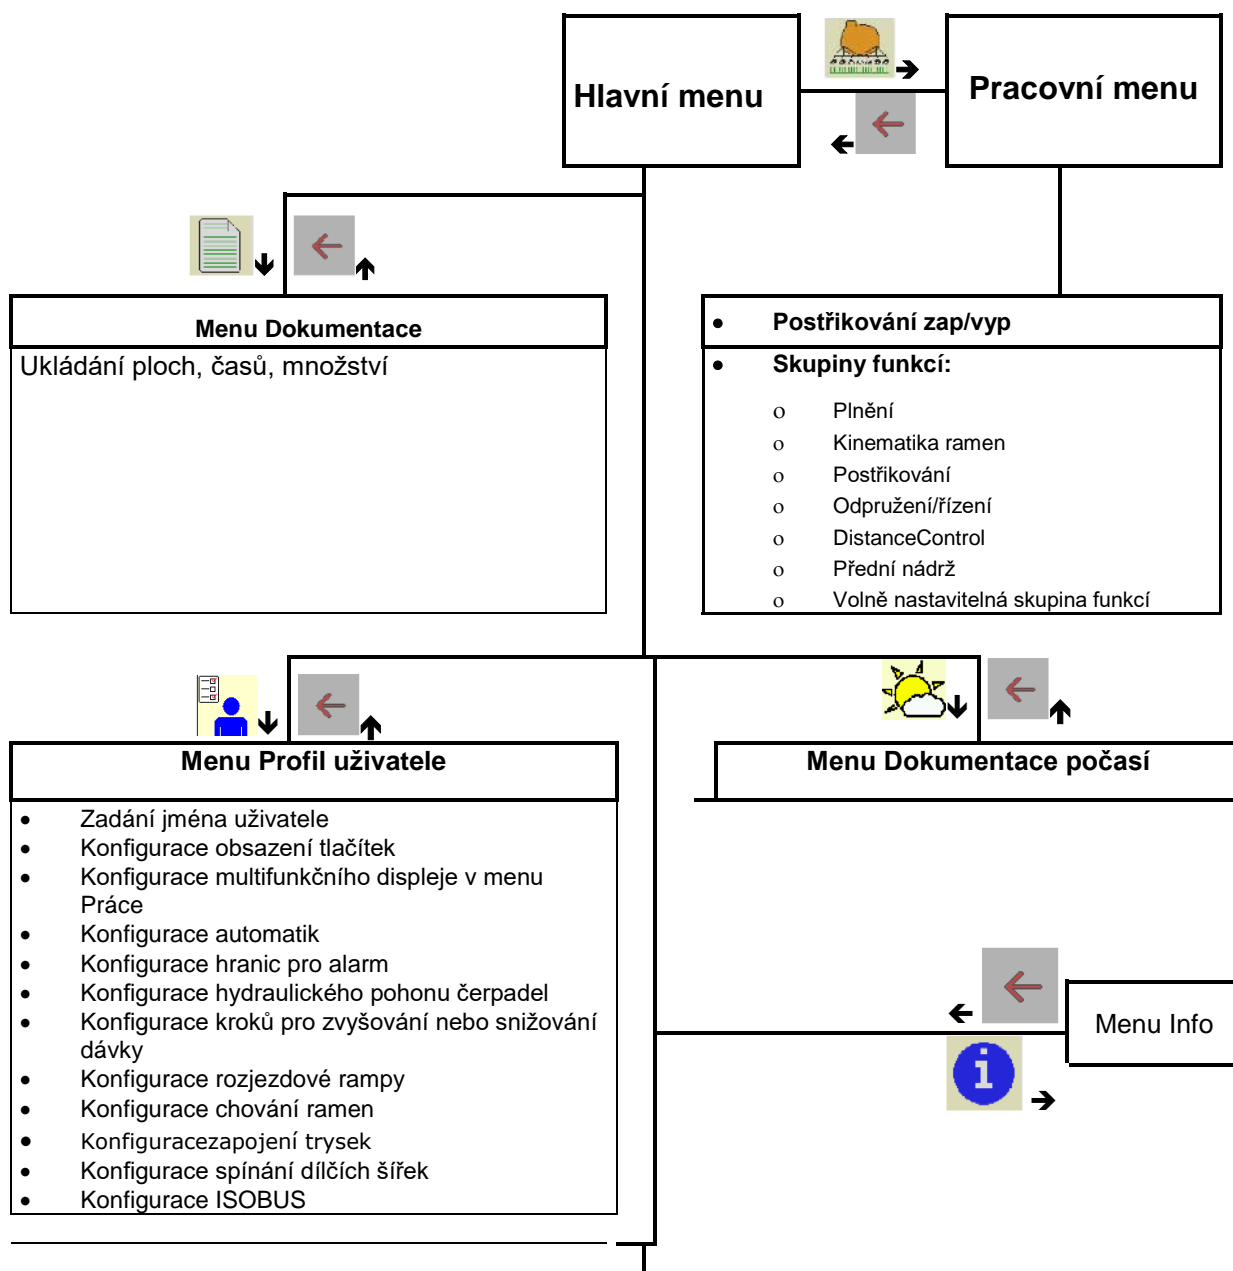 Hlavní menu
Pracovní menu
Menu Dokumentace
Ukládání ploch, časů, množství
• Postřikování zap/vyp
• Skupiny funkcí:
o Plnění
o Kinematika ramen
o Postřikování
o Odpružení/řízení
o DistanceControl
o Přední nádrž
o Volně nastavitelná skupina funkcí
Menu Profil uživatele
• Zadání jména uživatele
• Konfigurace obsazení tlačítek
• Konfigurace multifunkčního displeje v menu
Práce
• Konfigurace automatik
• Konfigurace hranic pro alarm
• Konfigurace hydraulického pohonu čerpadel
• Konfigurace kroků pro zvyšování nebo snižování
dávky
• Konfigurace rozjezdové rampy
• Konfigurace chování ramen
• Konfiguracezapojení trysek
• Konfigurace spínání dílčích šířek
• Konfigurace ISOBUS
Menu Dokumentace počasí
Menu Info